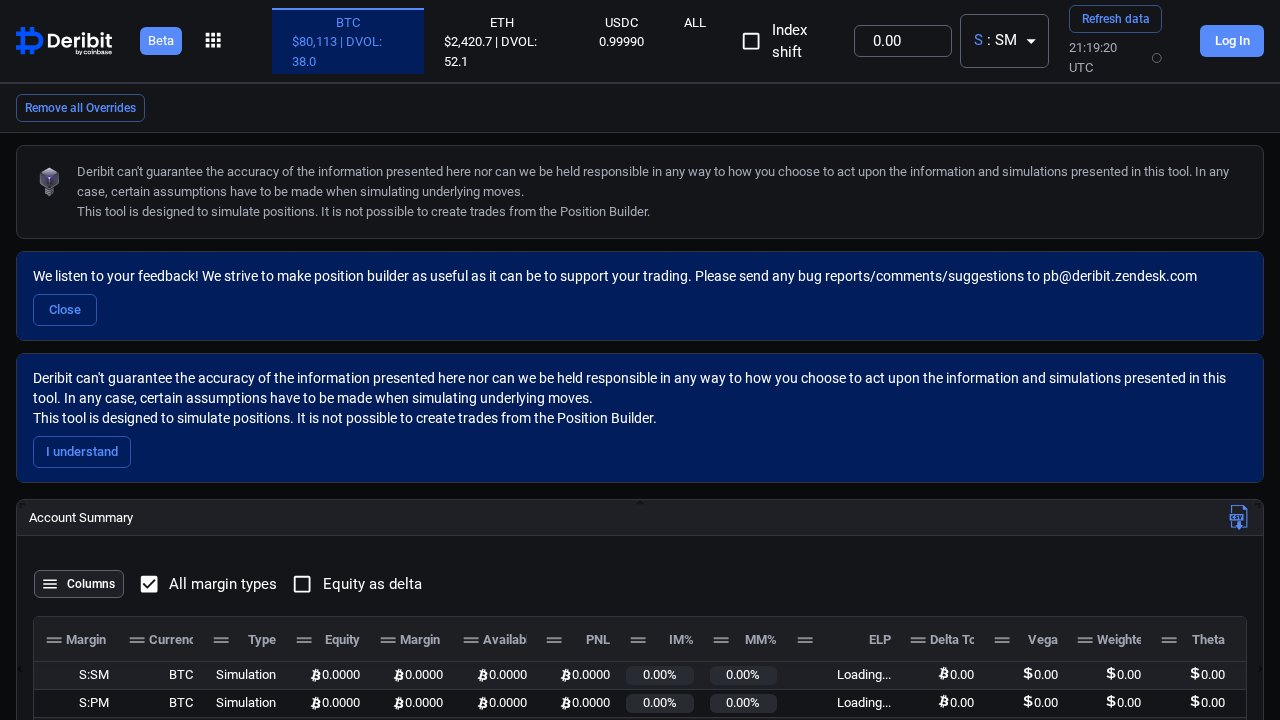 Deribit
by coinbase
Beta
BTC
$80,113 | DVOL:
38.0
ETH
$2,420.7 | DVOL:
52.1
USDC
0.99990
ALL
Index
shift
0.00
S : SM
Refresh data
21:19:20
UTC
Log In
Remove all Overrides
Deribit can't guarantee the accuracy of the information presented here nor can we be held responsible in any way to how you choose to act upon the information and simulations presented in this tool. In any
case, certain assumptions have to be made when simulating underlying moves.
This tool is designed to simulate positions. It is not possible to create trades from the Position Builder.
We listen to your feedback! We strive to make position builder as useful as it can be to support your trading. Please send any bug reports/comments/suggestions to pb@deribit.zendesk.com
Close
Deribit can't guarantee the accuracy of the information presented here nor can we be held responsible in any way to how you choose to act upon the information and simulations presented in this
tool. In any case, certain assumptions have to be made when simulating underlying moves.
This tool is designed to simulate positions. It is not possible to create trades from the Position Builder.
I understand
Account Summary
CSV
Columns
All margin types
Equity as delta
Margin Currenc Type Equity Margin Availab PNL IM% MM% ELP Delta To Vega Weighte Theta
S:SM BTC Simulation ₿0.0000 ₿0.0000 ₿0.0000 ₿0.0000 0.00% 0.00% Loading... ₿0.00 $0.00 $0.00 $0.00
S:PM BTC Simulation ₿0.0000 ₿0.0000 ₿0.0000 ₿0.0000 0.00% 0.00% Loading... ₿0.00 $0.00 $0.00 $0.00